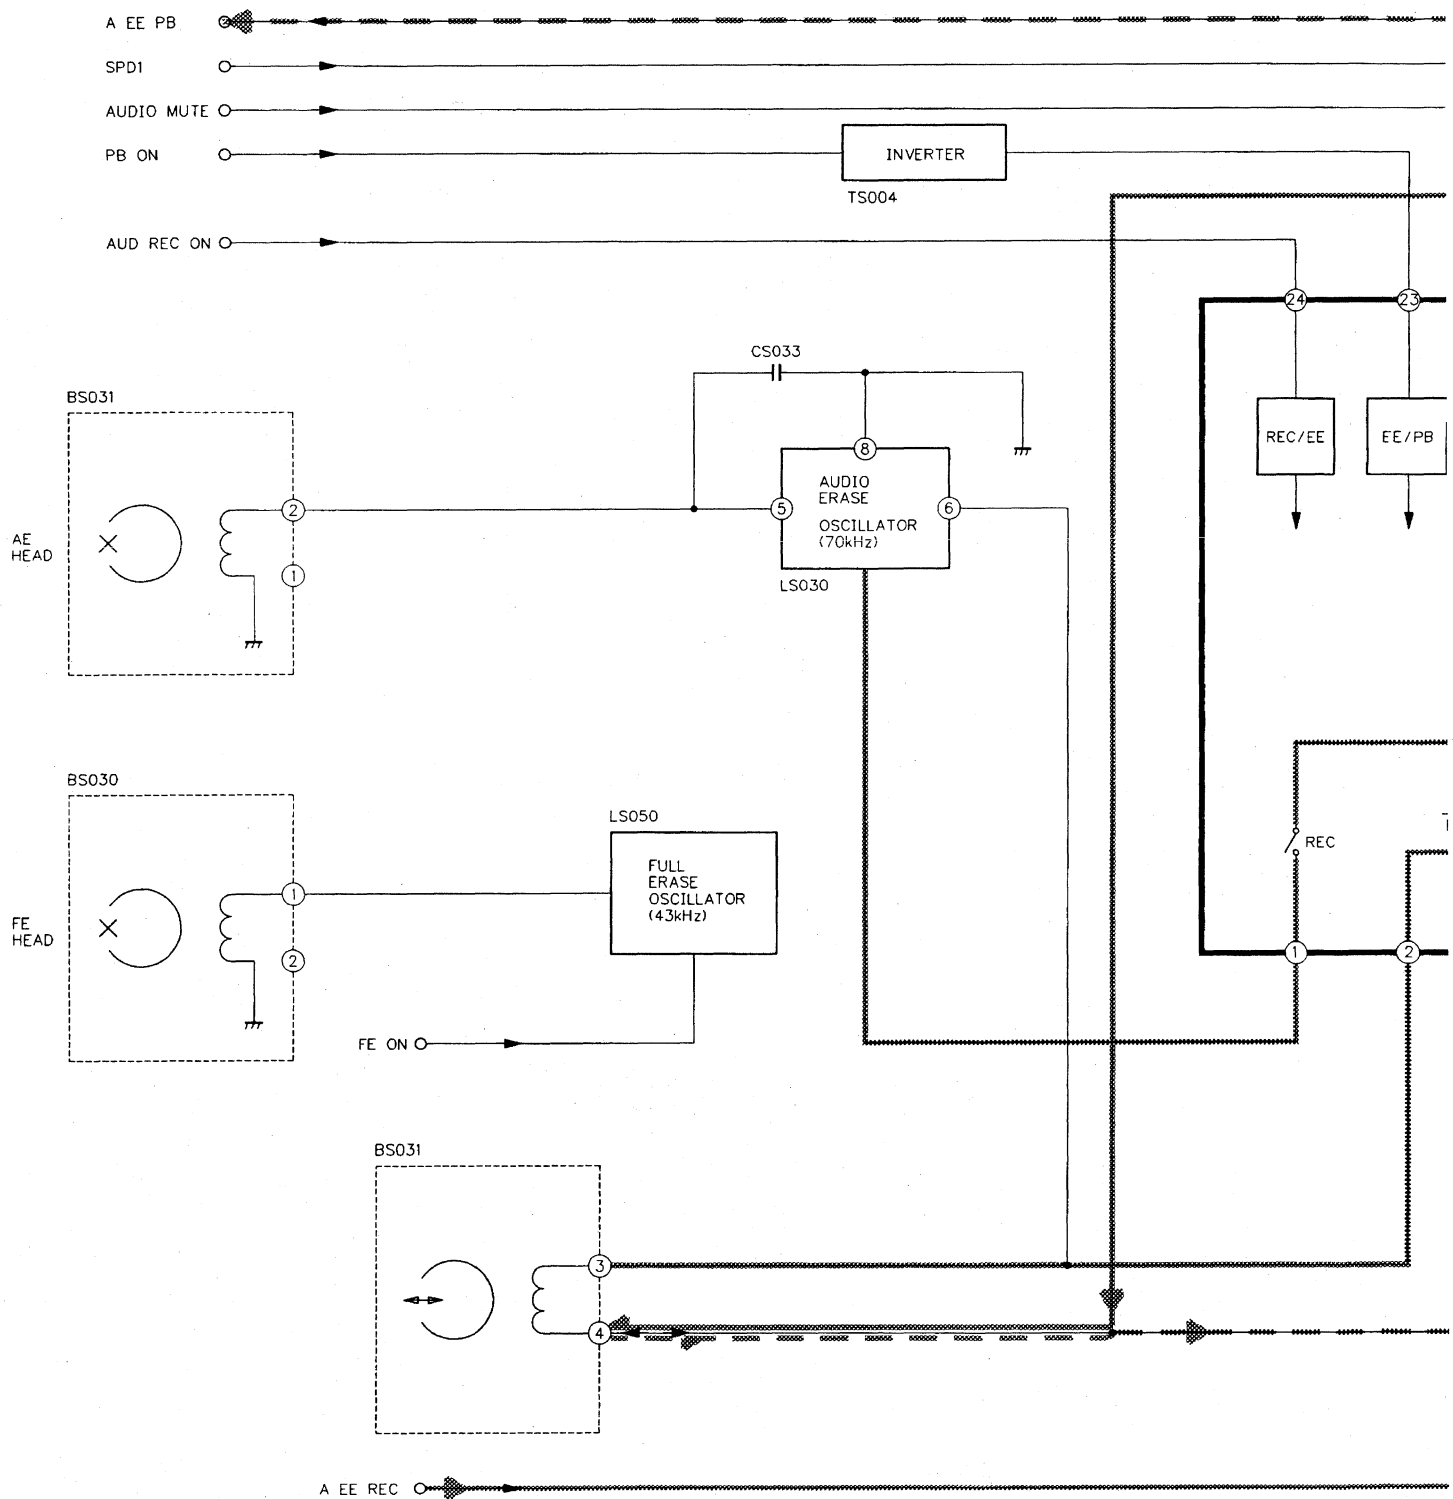 A EE PB
SPD1
AUDIO MUTE
PB ON
INVERTER
TS004
AUD REC ON
24
23
CS033
BS031
REC/EE
EE/PB
8
AUDIO
ERASE
OSCILLATOR
(70kHz)
5
6
2
AE
HEAD
1
LS030
BS030
LS050
REC
FULL
ERASE
OSCILLATOR
(43kHz)
1
FE
HEAD
2
1
2
FE ON
BS031
3
4
A EE REC